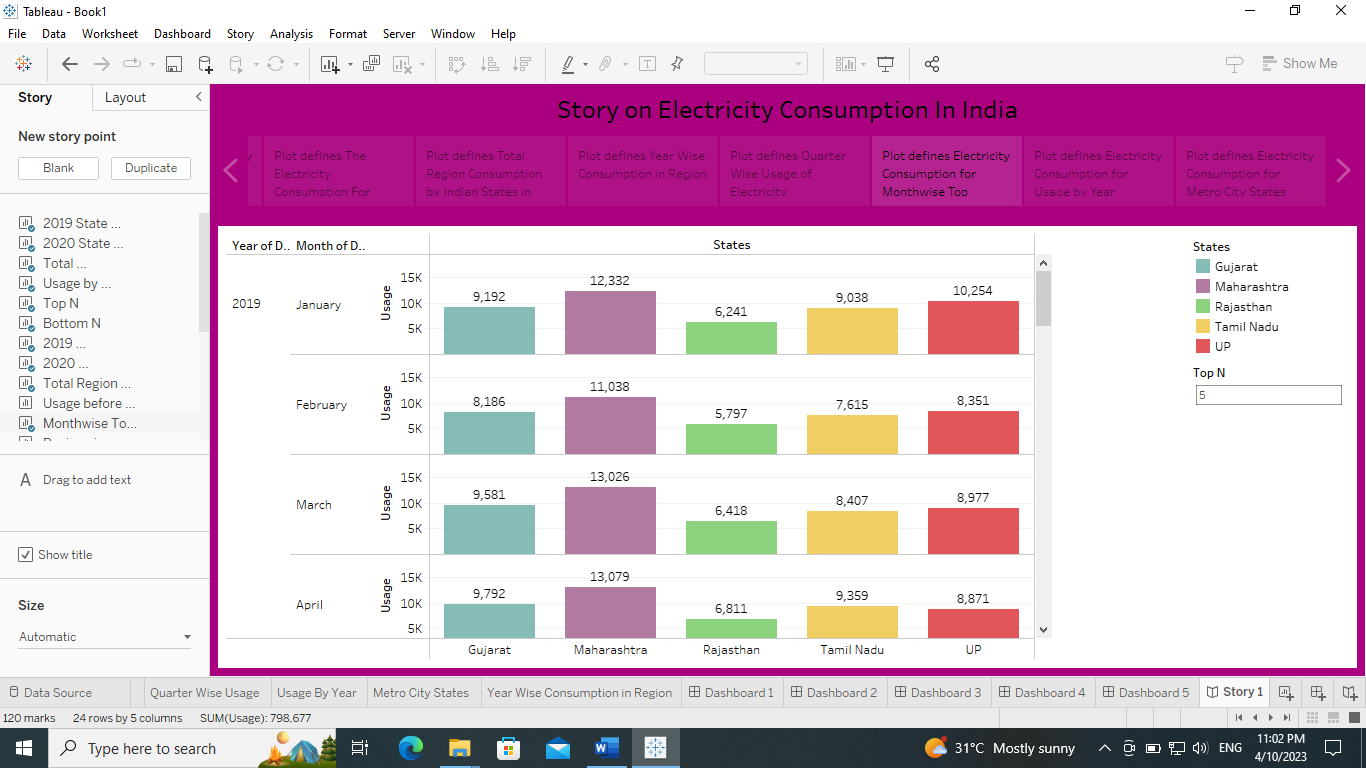 Tableau - Book1
File Data Worksheet Dashboard Story Analysis Format Server Window Help
Show Me
Story Layout
New story point
Blank Duplicate
2019 State ...
2020 State ...
Total ...
Usage by ...
Top N
Bottom N
2019 ...
2020 ...
Total Region ...
Usage before ...
Monthwise To...
A Drag to add text
Show title
Size
Automatic
Story on Electricity Consumption In India
Plot defines The
Electricity
Consumption For
Plot defines Total
Region Consumption
by Indian States in
Plot defines Year Wise
Consumption in Region
Plot defines Quarter
Wise Usage of
Electricity
Plot defines Electricity
Consumption for
Monthwise Top
Plot defines Electricity
Consumption for
Usage by Year
Plot defines Electricity
Consumption for
Metro City States
Year of D.. Month of D.. States
2019 January Usage 15K 10K 5K
9,192 12,332 6,241 9,038 10,254
February Usage 15K 10K 5K
8,186 11,038 5,797 7,615 8,351
March Usage 15K 10K 5K
9,581 13,026 6,418 8,407 8,977
April Usage 15K 10K 5K
9,792 13,079 6,811 9,359 8,871
Gujarat Maharashtra Rajasthan Tamil Nadu UP
States
Gujarat
Maharashtra
Rajasthan
Tamil Nadu
UP
Top N
5
Data Source Quarter Wise Usage Usage By Year Metro City States Year Wise Consumption in Region Dashboard 1 Dashboard 2 Dashboard 3 Dashboard 4 Dashboard 5 Story 1
120 marks 24 rows by 5 columns SUM(Usage): 798,677
Type here to search 31°C Mostly sunny ENG
11:02 PM
4/10/2023